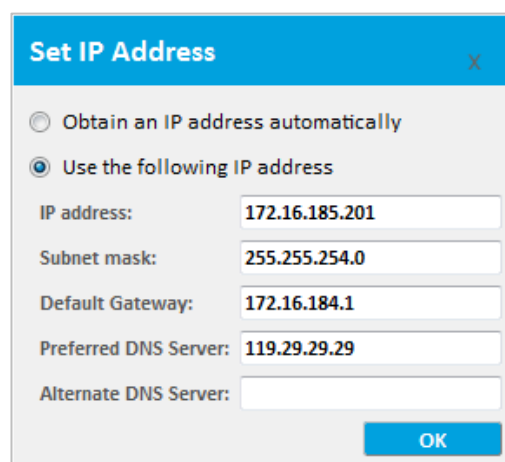 Set IP Address
X
Obtain an IP address automatically
Use the following IP address
IP address: 172.16.185.201
Subnet mask: 255.255.254.0
Default Gateway: 172.16.184.1
Preferred DNS Server: 119.29.29.29
Alternate DNS Server:
OK